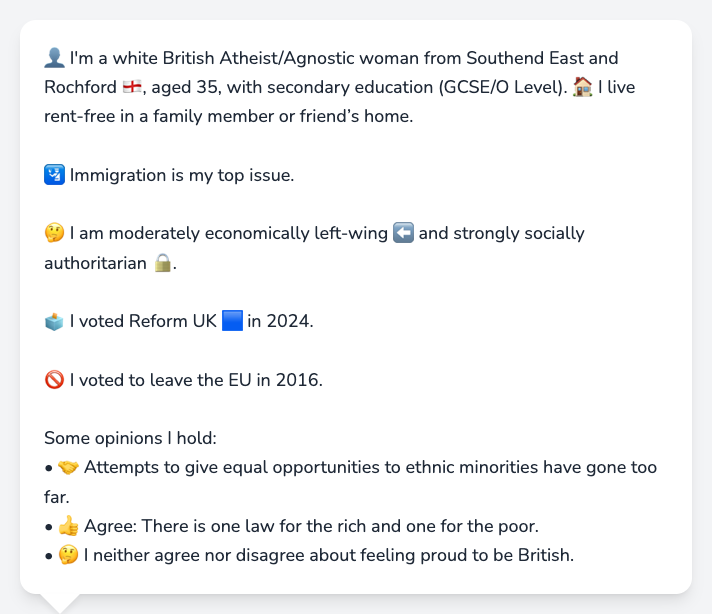 👤 I'm a white British Atheist/Agnostic woman from Southend East and
Rochford 🏴󠁧󠁢󠁥󠁮󠁧󠁿, aged 35, with secondary education (GCSE/O Level). 🏠 I live
rent-free in a family member or friend’s home.
🛂 Immigration is my top issue.
🤔 I am moderately economically left-wing ⬅️ and strongly socially
authoritarian 🔒.
🗳️ I voted Reform UK 🟦 in 2024.
🚫 I voted to leave the EU in 2016.
Some opinions I hold:
• 🤝 Attempts to give equal opportunities to ethnic minorities have gone too
far.
• 👍 Agree: There is one law for the rich and one for the poor.
• 🤔 I neither agree nor disagree about feeling proud to be British.